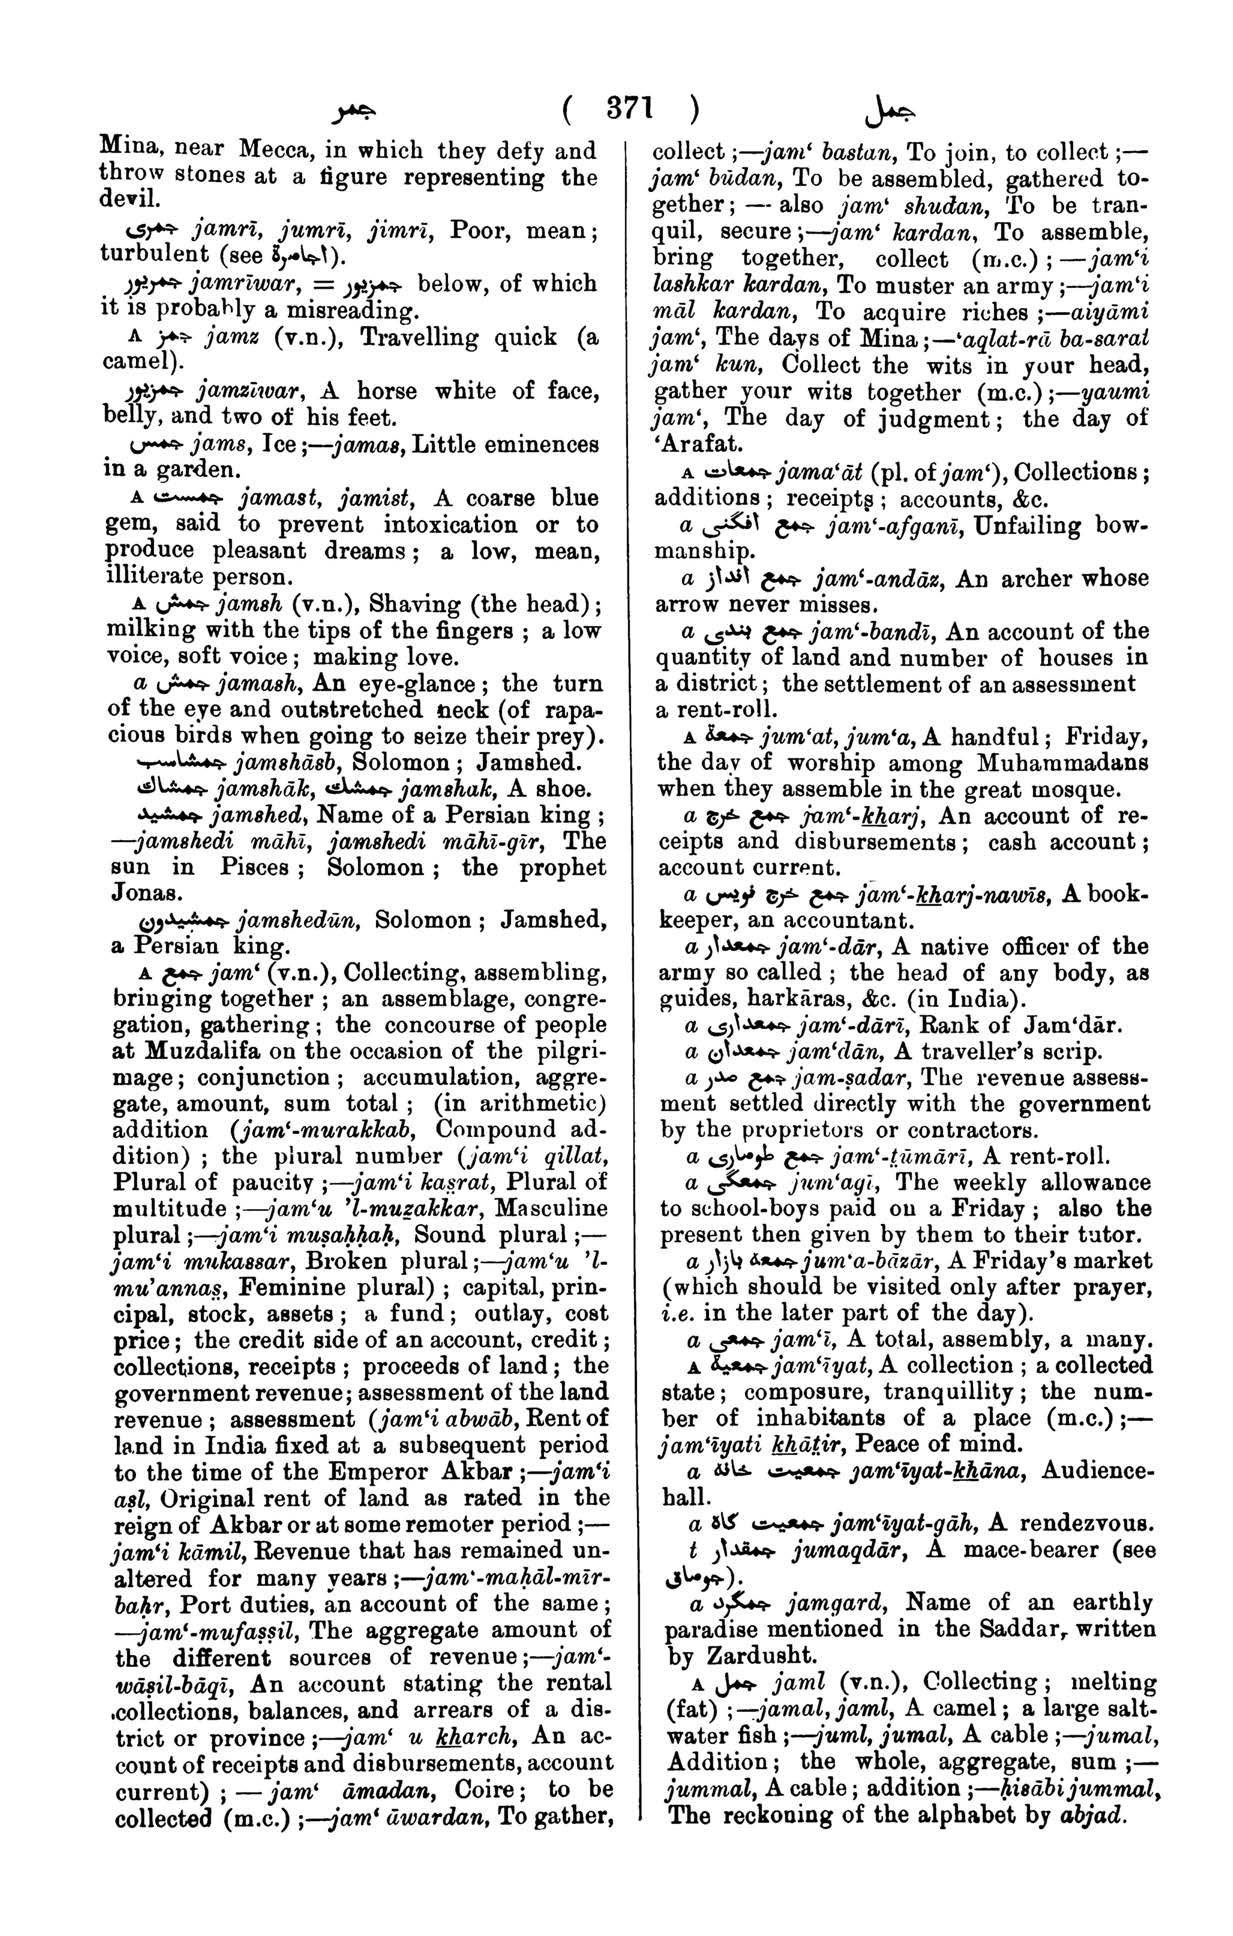 جمر ( 371 ) جمل
Mina, near Mecca, in which they defy and
throw stones at a figure representing the
devil.
جمری jamrī, jumrī, jimrī, Poor, mean;
turbulent (see اجامرة).
جمریور jamrīwar, = جمزیور below, of which
it is probably a misreading.
A جمز jamz (v.n.), Travelling quick (a
camel).
جمزیور jamzīwar, A horse white of face,
belly, and two of his feet.
جمس jams, Ice;—jamas, Little eminences
in a garden.
A جمست jamast, jamist, A coarse blue
gem, said to prevent intoxication or to
produce pleasant dreams; a low, mean,
illiterate person.
A جمش jamsh (v.n.), Shaving (the head);
milking with the tips of the fingers; a low
voice, soft voice; making love.
a جمش jamash, An eye-glance; the turn
of the eye and outstretched neck (of rapa-
cious birds when going to seize their prey).
جمشاسب jamshāsb, Solomon; Jamshed.
جمشاك jamshāk, جمشك jamshak, A shoe.
جمشید jamshed, Name of a Persian king;
—jamshedi māhī, jamshedi māhī-gīr, The
sun in Pisces; Solomon; the prophet
Jonas.
جمشیدون jamshedūn, Solomon; Jamshed,
a Persian king.
A جمع jam‘ (v.n.), Collecting, assembling,
bringing together; an assemblage, congre-
gation, gathering; the concourse of people
at Muzdalifa on the occasion of the pilgri-
mage; conjunction; accumulation, aggre-
gate, amount, sum total; (in arithmetic)
addition (jam‘-murakkab, Compound ad-
dition); the plural number (jam‘i qillat,
Plural of paucity;—jam‘i kas̤rat, Plural of
multitude;—jam‘u ’l-muẕakkar, Masculine
plural;—jam‘i muṣaḥḥaḥ, Sound plural;—
jam‘i mukassar, Broken plural;—jam‘u ’l-
mu’annas̤, Feminine plural); capital, prin-
cipal, stock, assets; a fund; outlay, cost
price; the credit side of an account, credit;
collections, receipts; proceeds of land; the
government revenue; assessment of the land
revenue; assessment (jam‘i abwāb, Rent of
land in India fixed at a subsequent period
to the time of the Emperor Akbar;—jam‘i
aṣl, Original rent of land as rated in the
reign of Akbar or at some remoter period;—
jam‘i kāmil, Revenue that has remained un-
altered for many years;—jam‘-maḥāl-mīr-
baḥr, Port duties, an account of the same;
—jam‘-mufaṣṣil, The aggregate amount of
the different sources of revenue;—jam‘-
wāṣil-bāqī, An account stating the rental
collections, balances, and arrears of a dis-
trict or province;—jam‘ u kharch, An ac-
count of receipts and disbursements, account
current); —jam‘ āmadan, Coire; to be
collected (m.c.);—jam‘ āwardan, To gather,
collect;—jam‘ bastan, To join, to collect;—
jam‘ būdan, To be assembled, gathered to-
gether; — also jam‘ shudan, To be tran-
quil, secure;—jam‘ kardan, To assemble,
bring together, collect (m.c.); —jam‘i
lashkar kardan, To muster an army;—jam‘i
māl kardan, To acquire riches;—aiyāmi
jam‘, The days of Mina;—‘aqlat-rā ba-sarat
jam‘ kun, Collect the wits in your head,
gather your wits together (m.c.);—yaumi
jam‘, The day of judgment; the day of
‘Arafat.
A جمعات jama‘āt (pl. of jam‘), Collections;
additions; receipts; accounts, &c.
a جمع افگنی jam‘-afganī, Unfailing bow-
manship.
a جمع انداز jam‘-andāz, An archer whose
arrow never misses.
a جمع بندی jam‘-bandī, An account of the
quantity of land and number of houses in
a district; the settlement of an assessment
a rent-roll.
A جمعة jum‘at, jum‘a, A handful; Friday,
the day of worship among Muhammadans
when they assemble in the great mosque.
a جمع خرج jam‘-kharj, An account of re-
ceipts and disbursements; cash account;
account current.
a جمع خرج نویس jam‘-kharj-nawīs, A book-
keeper, an accountant.
a جمعدار jam‘-dār, A native officer of the
army so called; the head of any body, as
guides, harkāras, &c. (in India).
a جمعداری jam‘-dārī, Rank of Jam‘dār.
a جمعدان jam‘dān, A traveller's scrip.
a جمع صدر jam-ṣadar, The revenue assess-
ment settled directly with the government
by the proprietors or contractors.
a جمع طوماری jam‘-ṭūmārī, A rent-roll.
a جمعگی jum‘agī, The weekly allowance
to school-boys paid on a Friday; also the
present then given by them to their tutor.
a جمعه بازار jum‘a-bāzār, A Friday's market
(which should be visited only after prayer,
i.e. in the later part of the day).
a جمعی jam‘ī, A total, assembly, a many.
A جمعیة jam‘īyat, A collection; a collected
state; composure, tranquillity; the num-
ber of inhabitants of a place (m.c.);—
jam‘īyati khāṭir, Peace of mind.
a جمعیت خانه jam‘īyat-khāna, Audience-
hall.
a جمعیت گاه jam‘īyat-gāh, A rendezvous.
t جمقدار jumaqdār, A mace-bearer (see
جوماق).
a جمکرد jamgard, Name of an earthly
paradise mentioned in the Saddar, written
by Zardusht.
A جمل jaml (v.n.), Collecting; melting
(fat);—jamal, jaml, A camel; a large salt-
water fish;—juml, jumal, A cable;—jumal,
Addition; the whole, aggregate, sum;—
jummal, A cable; addition;—ḥisābi jummal,
The reckoning of the alphabet by abjad.